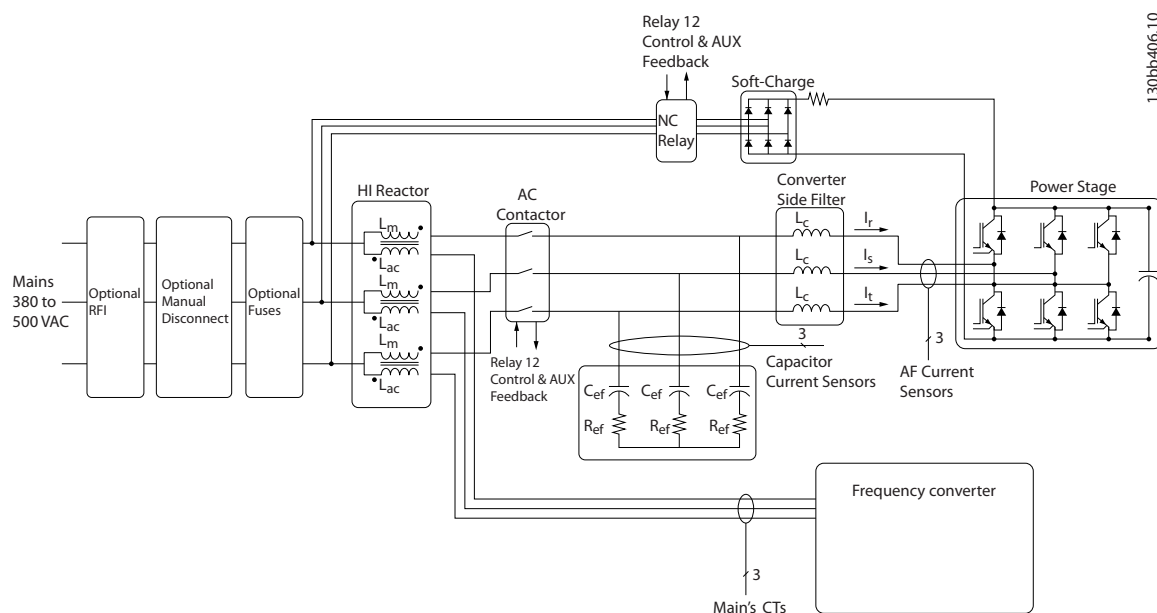 130bb406.10
Relay 12
Control & AUX
Feedback
Soft-Charge
NC
Relay
HI Reactor
AC
Contactor
Converter
Side Filter
Power Stage
Lm
Lac
Lm
Lac
Lm
Lac
Lc
Lc
Lc
Ir
Is
It
Mains
380 to
500 VAC
Optional
RFI
Optional
Manual
Disconnect
Optional
Fuses
Relay 12
Control & AUX
Feedback
3
Capacitor
Current Sensors
3
AF Current
Sensors
Cef
Cef
Cef
Ref
Ref
Ref
Frequency converter
3
Main's CTs